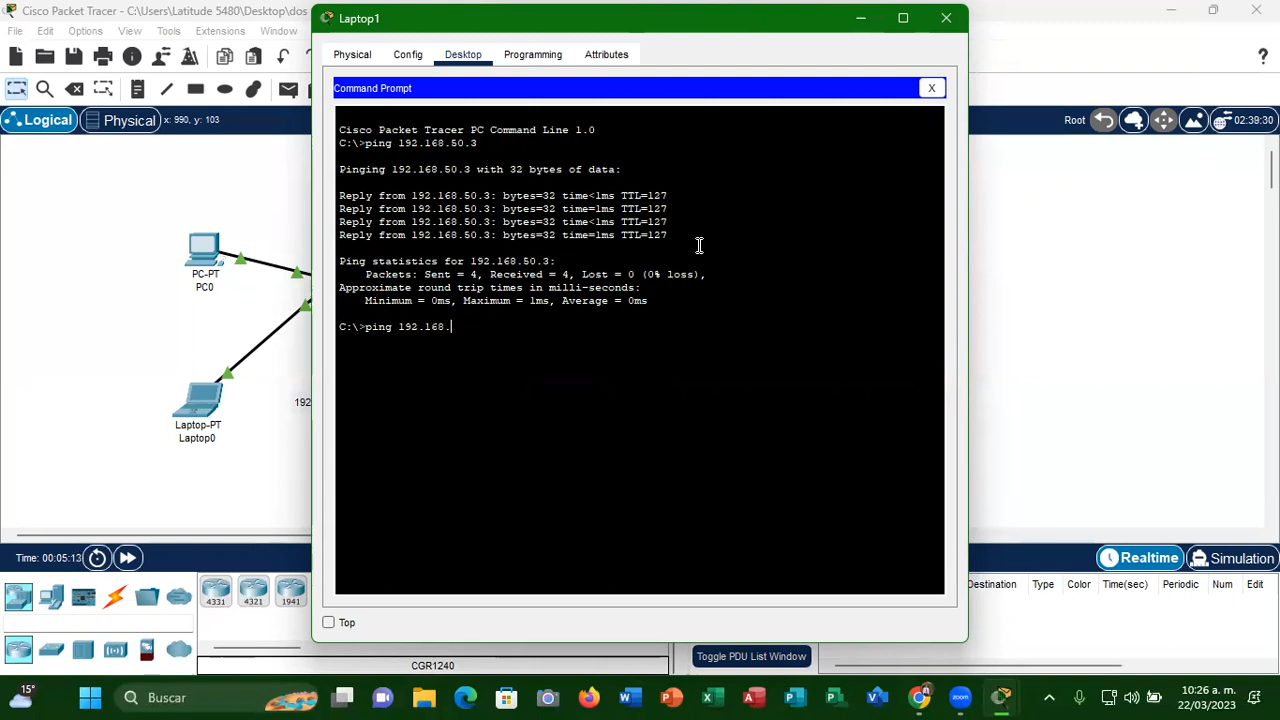 Cisco Packet Tracer - C:\Users\Latitude 5480\Desktop\dos
File Edit Options View Tools Extensions Window
?
Logical Physical x: 990, y: 103
Root 02:39:30
Laptop1
Physical Config Desktop Programming Attributes
Command Prompt
X
Cisco Packet Tracer PC Command Line 1.0
C:\>ping 192.168.50.3
Pinging 192.168.50.3 with 32 bytes of data:
Reply from 192.168.50.3: bytes=32 time<1ms TTL=127
Reply from 192.168.50.3: bytes=32 time=1ms TTL=127
Reply from 192.168.50.3: bytes=32 time<1ms TTL=127
Reply from 192.168.50.3: bytes=32 time=1ms TTL=127
Ping statistics for 192.168.50.3:
Packets: Sent = 4, Received = 4, Lost = 0 (0% loss),
Approximate round trip times in milli-seconds:
Minimum = 0ms, Maximum = 1ms, Average = 0ms
C:\>ping 192.168.
Top
PC-PT
PC0
192
Laptop-PT
Laptop0
Time: 00:05:13
Realtime Simulation
4331 4321 1941
CGR1240
Toggle PDU List Window
Destination Type Color Time(sec) Periodic Num Edit
15°
Buscar
10:26 a. m.
22/03/2023